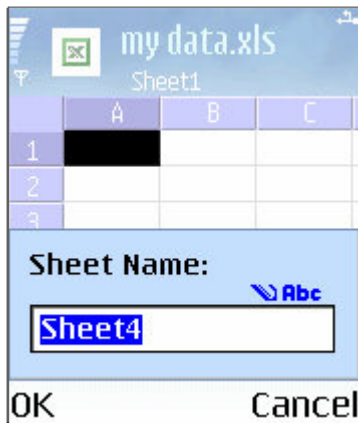 my data.xls
Sheet1
A B C
1
2
3
Sheet Name:
Abc
Sheet4
OK Cancel